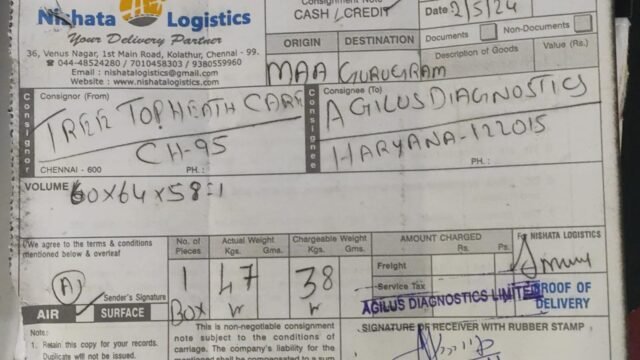 Nishata Logistics
Your Delivery Partner
36, Venus Nagar, 1st Main Road, Kolathur, Chennai - 99.
☎ 044-48524280 / 7010458303 / 9380559960
Email : nishatalogistics@gmail.com
Website : www.nishatalogistics.com
Consignment Note
CASH / CREDIT
Date 2/5/24
ORIGIN
DESTINATION
MAA
GURUGRAM
Documents
Non-Documents
Description of Goods
Value (Rs.)
Consignor
Consignor (From)
TREE TOP HEATH CARE
CH-95
CHENNAI - 600
PH. :
Consignee
Consignee (To)
AGILUS DIAGNOSTICS
HARYANA-122015
PH. :
VOLUME 60 x 64 x 58 = 1
I/We agree to the terms & conditions
mentioned below & overleaf
Sender's Signature
AIR
SURFACE
No. of
Pieces
1
BOX
Actual Weight
Kgs. Gms.
47
Chargeable Weight
Kgs. Gms.
38
AMOUNT CHARGED
Rs. Ps.
Freight
Service Tax
AGILUS DIAGNOSTICS LIMITED
For NISHATA LOGISTICS
PROOF OF
DELIVERY
SIGNATURE OF RECEIVER WITH RUBBER STAMP
Note:
1. Retain this copy for your records.
Duplicate will not be issued.
This is non-negotiable consignment
note subject to the conditions of
carriage. The company's liability for the